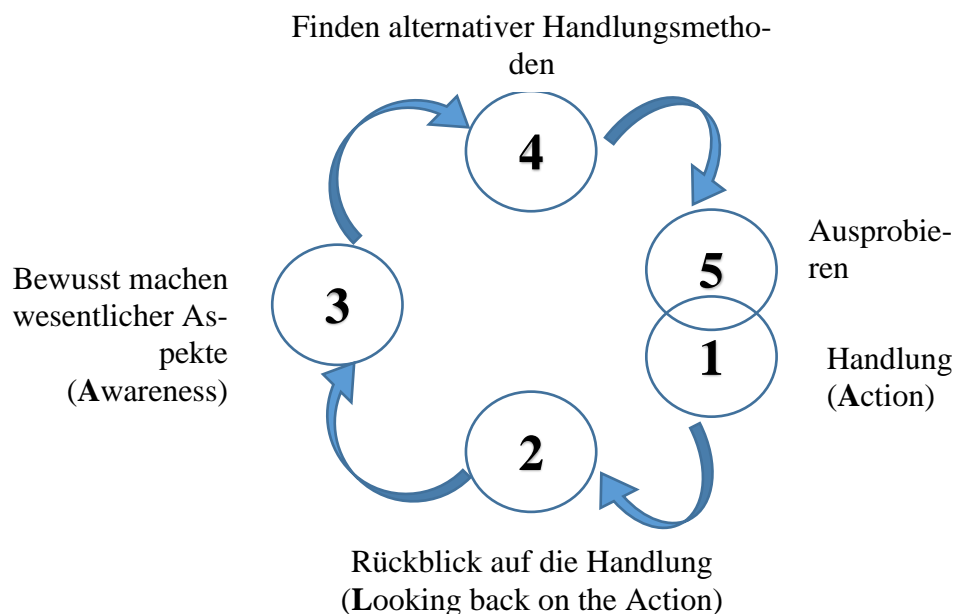 Finden alternativer Handlungsmetho-
den
4
Ausprobie-
ren
5
Bewusst machen
wesentlicher As-
pekte
(Awareness)
3
1
Handlung
(Action)
2
Rückblick auf die Handlung
(Looking back on the Action)